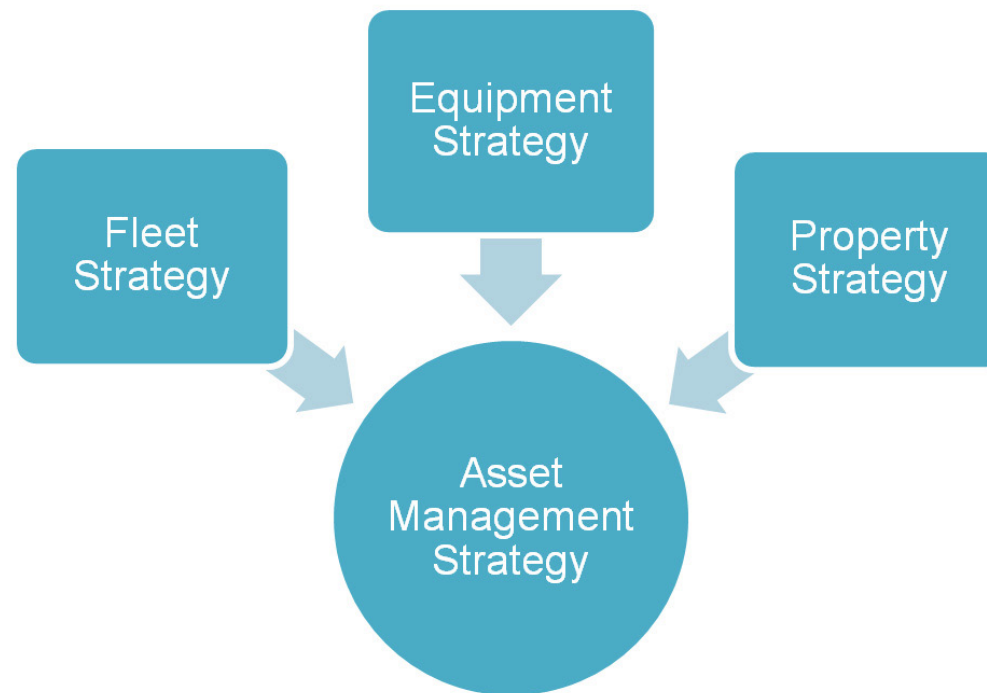 Equipment
Strategy
Fleet
Strategy
Property
Strategy
Asset
Management
Strategy